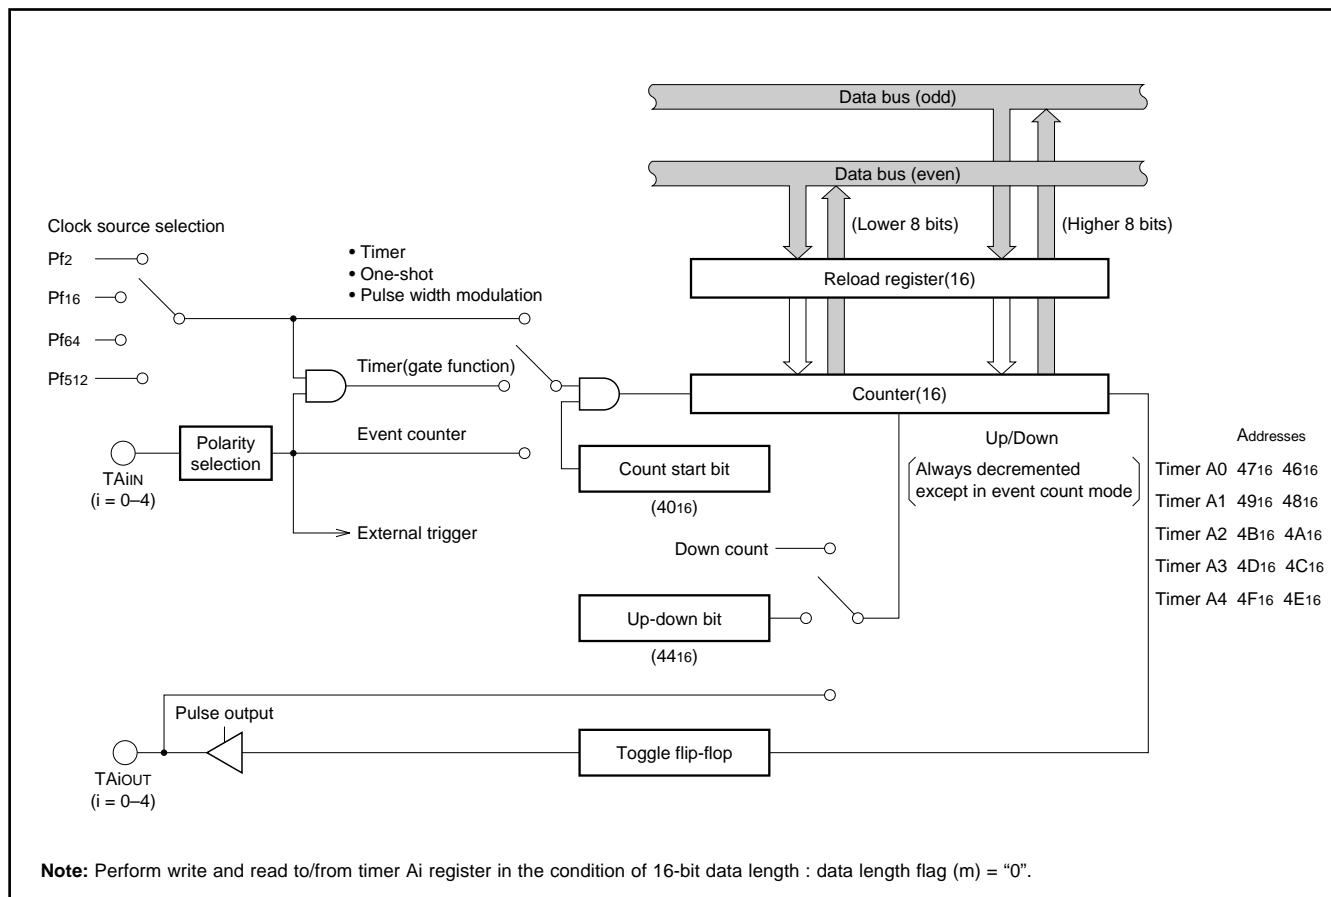 Data bus (odd)
Data bus (even)
(Lower 8 bits)
(Higher 8 bits)
Clock source selection
Pf2
Pf16
Pf64
Pf512
• Timer
• One-shot
• Pulse width modulation
Reload register(16)
Timer(gate function)
Counter(16)
Polarity
selection
Event counter
TAiIN
(i = 0–4)
External trigger
Count start bit
(4016)
Up/Down
Always decremented
except in event count mode
Addresses
Timer A0 4716 4616
Timer A1 4916 4816
Timer A2 4B16 4A16
Timer A3 4D16 4C16
Timer A4 4F16 4E16
Down count
Up-down bit
(4416)
Pulse output
Toggle flip-flop
TAiOUT
(i = 0–4)
Note: Perform write and read to/from timer Ai register in the condition of 16-bit data length : data length flag (m) = “0”.